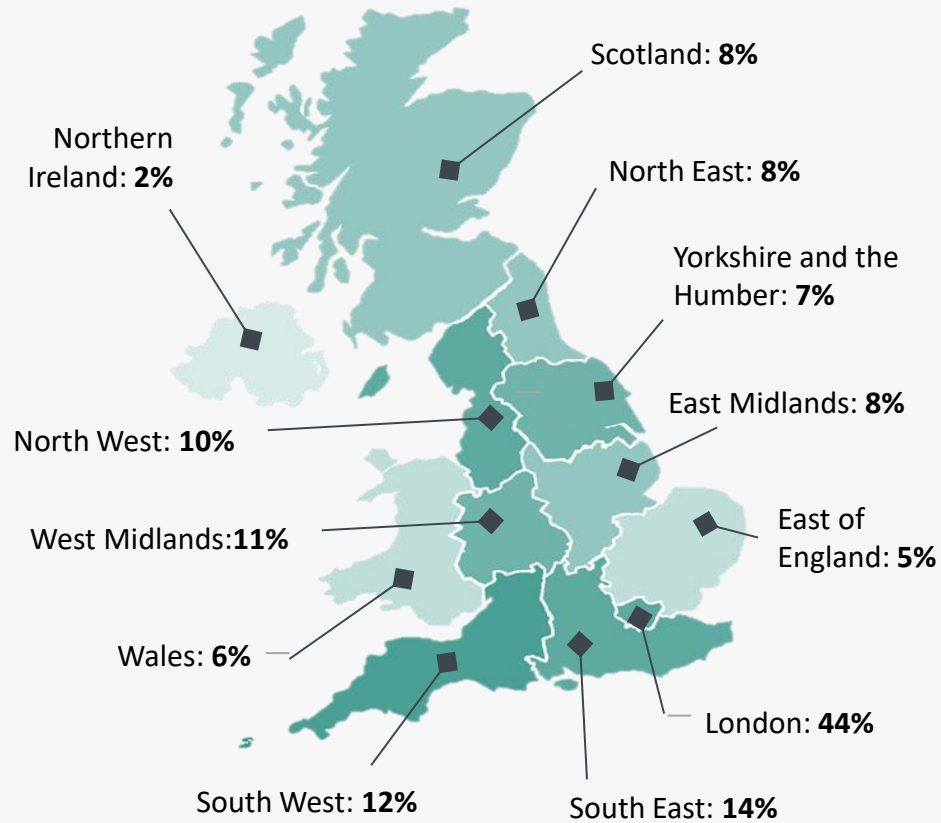 Scotland: 8%
Northern
Ireland: 2%
North East: 8%
Yorkshire and the
Humber: 7%
East Midlands: 8%
North West: 10%
East of
England: 5%
West Midlands:11%
Wales: 6%
London: 44%
South West: 12%
South East: 14%